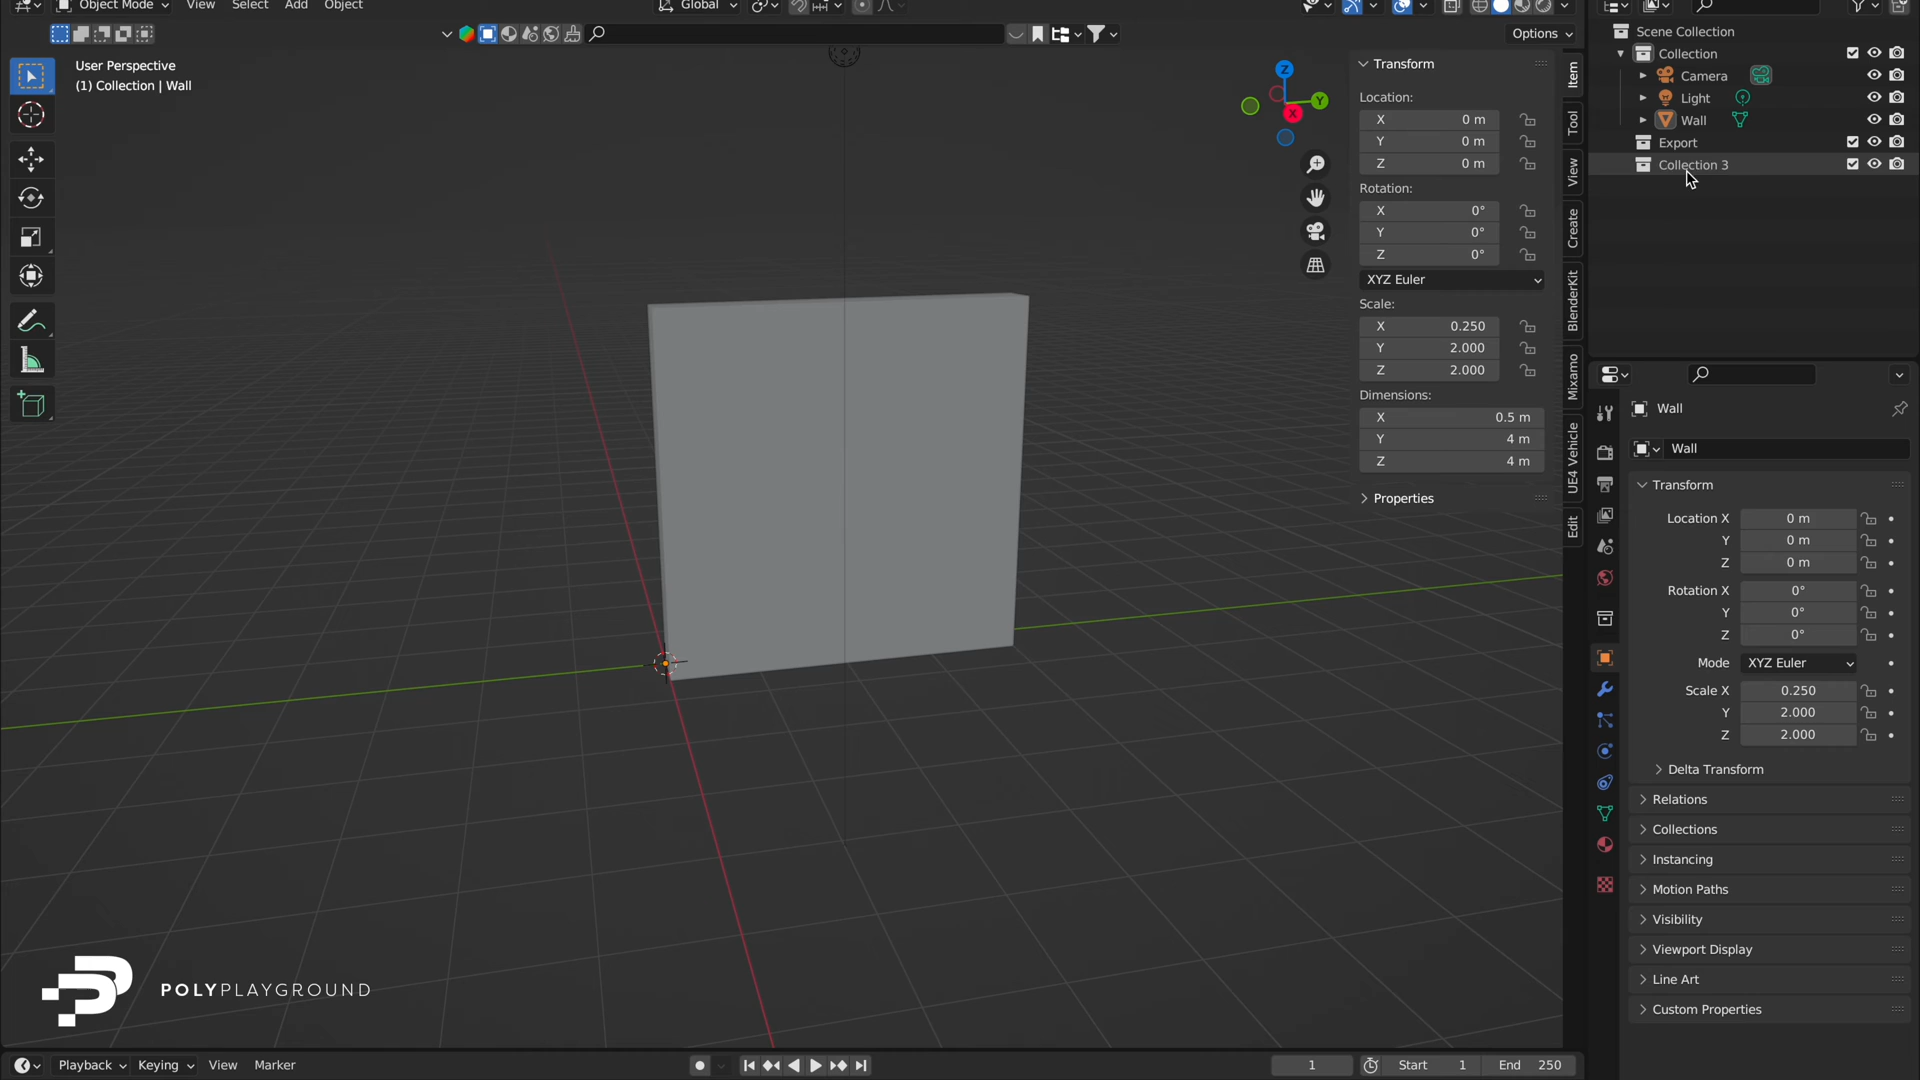 Object Mode View Select Add Object Global
Options
User Perspective
(1) Collection | Wall
Z
Y
X
Transform
Location:
X 0 m
Y 0 m
Z 0 m
Rotation:
X 0°
Y 0°
Z 0°
XYZ Euler
Scale:
X 0.250
Y 2.000
Z 2.000
Dimensions:
X 0.5 m
Y 4 m
Z 4 m
Properties
Item
Tool
View
Create
BlenderKit
Mixamo
UE4 Vehicle
Edit
Scene Collection
Collection
Camera
Light
Wall
Export
Collection 3
Wall
Wall
Transform
Location X 0 m
Y 0 m
Z 0 m
Rotation X 0°
Y 0°
Z 0°
Mode XYZ Euler
Scale X 0.250
Y 2.000
Z 2.000
Delta Transform
Relations
Collections
Instancing
Motion Paths
Visibility
Viewport Display
Line Art
Custom Properties
POLYPLAYGROUND
Playback Keying View Marker 1 Start 1 End 250